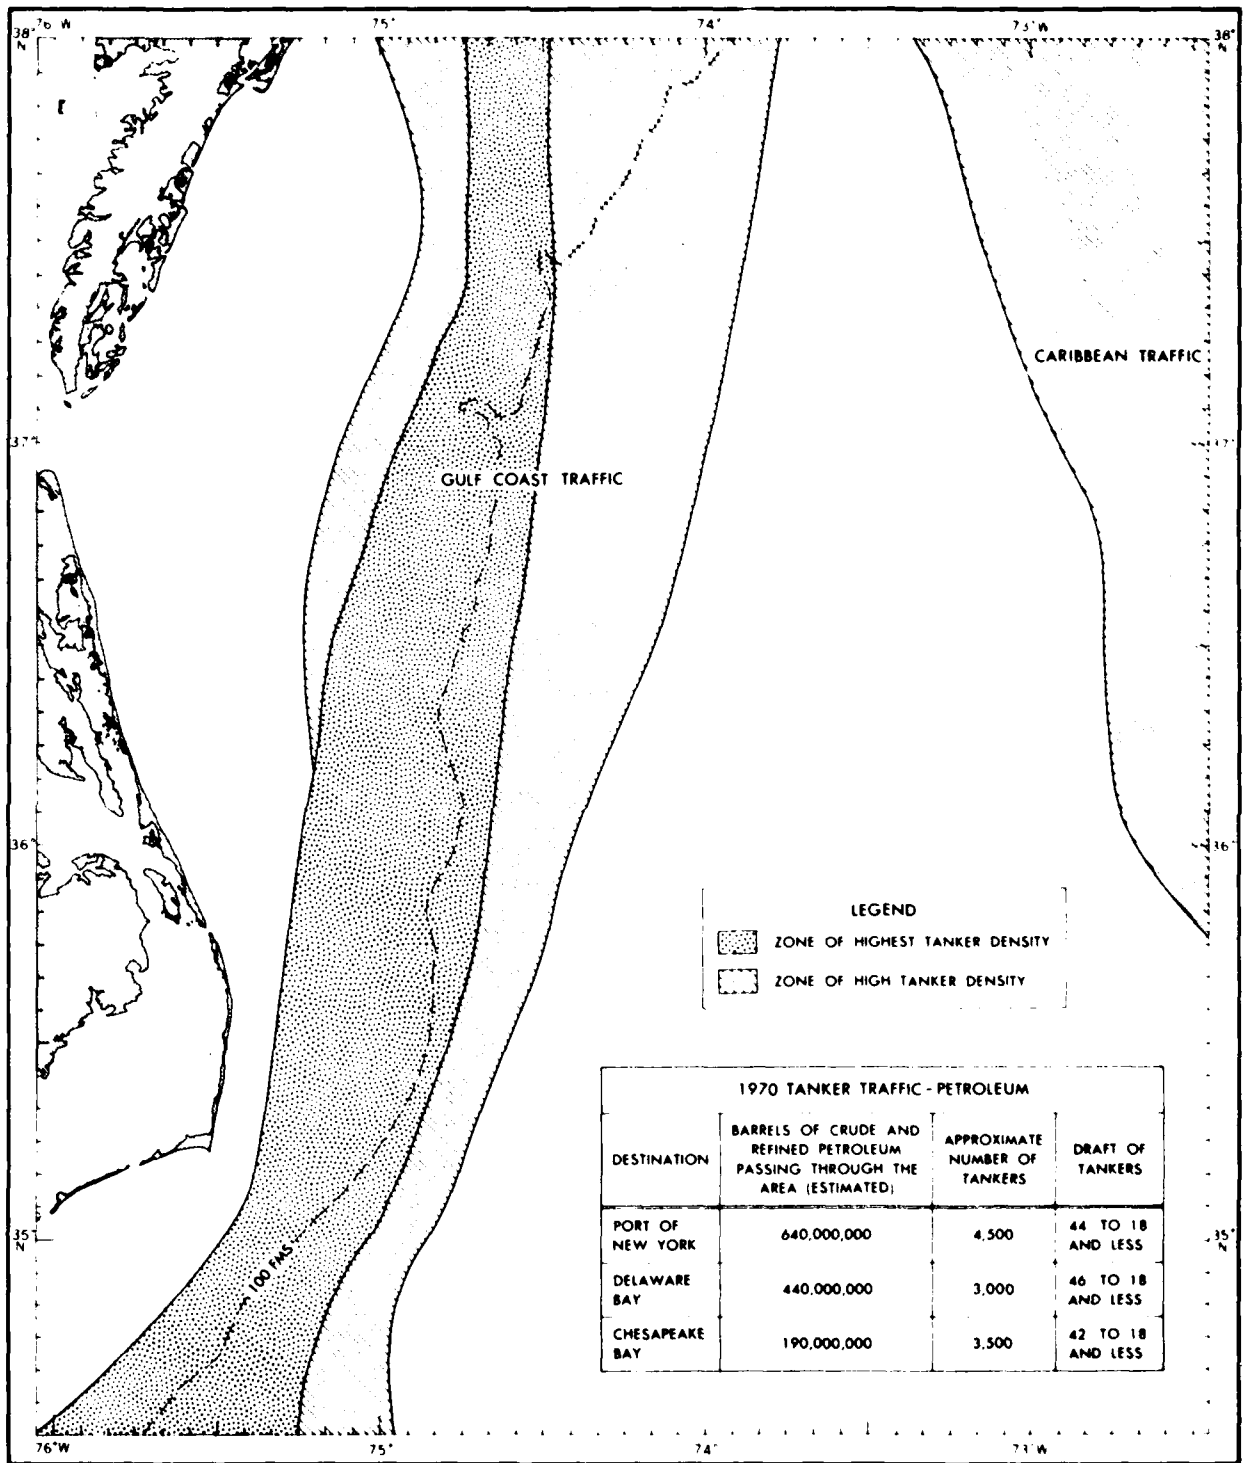 76°W 75° 74° 73°W
38° N
38° N
CARIBBEAN TRAFFIC
37°
GULF COAST TRAFFIC
36°
LEGEND
ZONE OF HIGHEST TANKER DENSITY
ZONE OF HIGH TANKER DENSITY
1970 TANKER TRAFFIC - PETROLEUM
DESTINATION
BARRELS OF CRUDE AND
REFINED PETROLEUM
PASSING THROUGH THE
AREA (ESTIMATED)
APPROXIMATE
NUMBER OF
TANKERS
DRAFT OF
TANKERS
PORT OF
NEW YORK
640,000,000
4,500
44 TO 18
AND LESS
DELAWARE
BAY
440,000,000
3,000
46 TO 18
AND LESS
CHESAPEAKE
BAY
190,000,000
3,500
42 TO 18
AND LESS
35° N
35° N
100 FMS
76°W 75° 74° 73°W